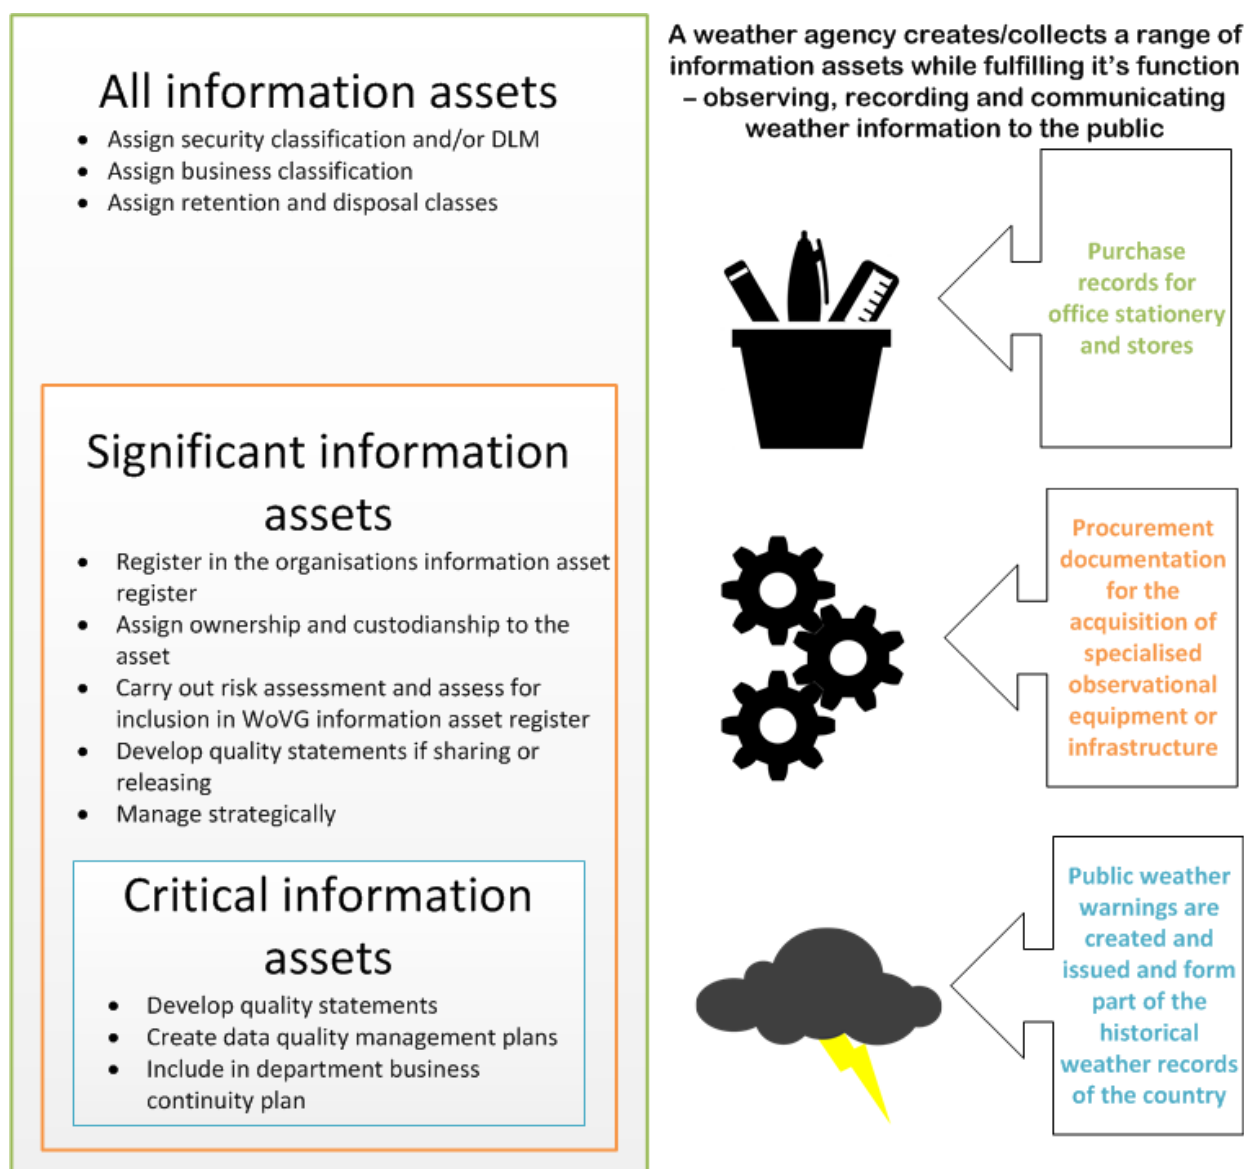 All information assets
• Assign security classification and/or DLM
• Assign business classification
• Assign retention and disposal classes
Significant information
assets
• Register in the organisations information asset
register
• Assign ownership and custodianship to the
asset
• Carry out risk assessment and assess for
inclusion in WoVG information asset register
• Develop quality statements if sharing or
releasing
• Manage strategically
Critical information
assets
• Develop quality statements
• Create data quality management plans
• Include in department business
continuity plan
A weather agency creates/collects a range of
information assets while fulfilling it's function
– observing, recording and communicating
weather information to the public
Purchase
records for
office stationery
and stores
Procurement
documentation
for the
acquisition of
specialised
observational
equipment or
infrastructure
Public weather
warnings are
created and
issued and form
part of the
historical
weather records
of the country